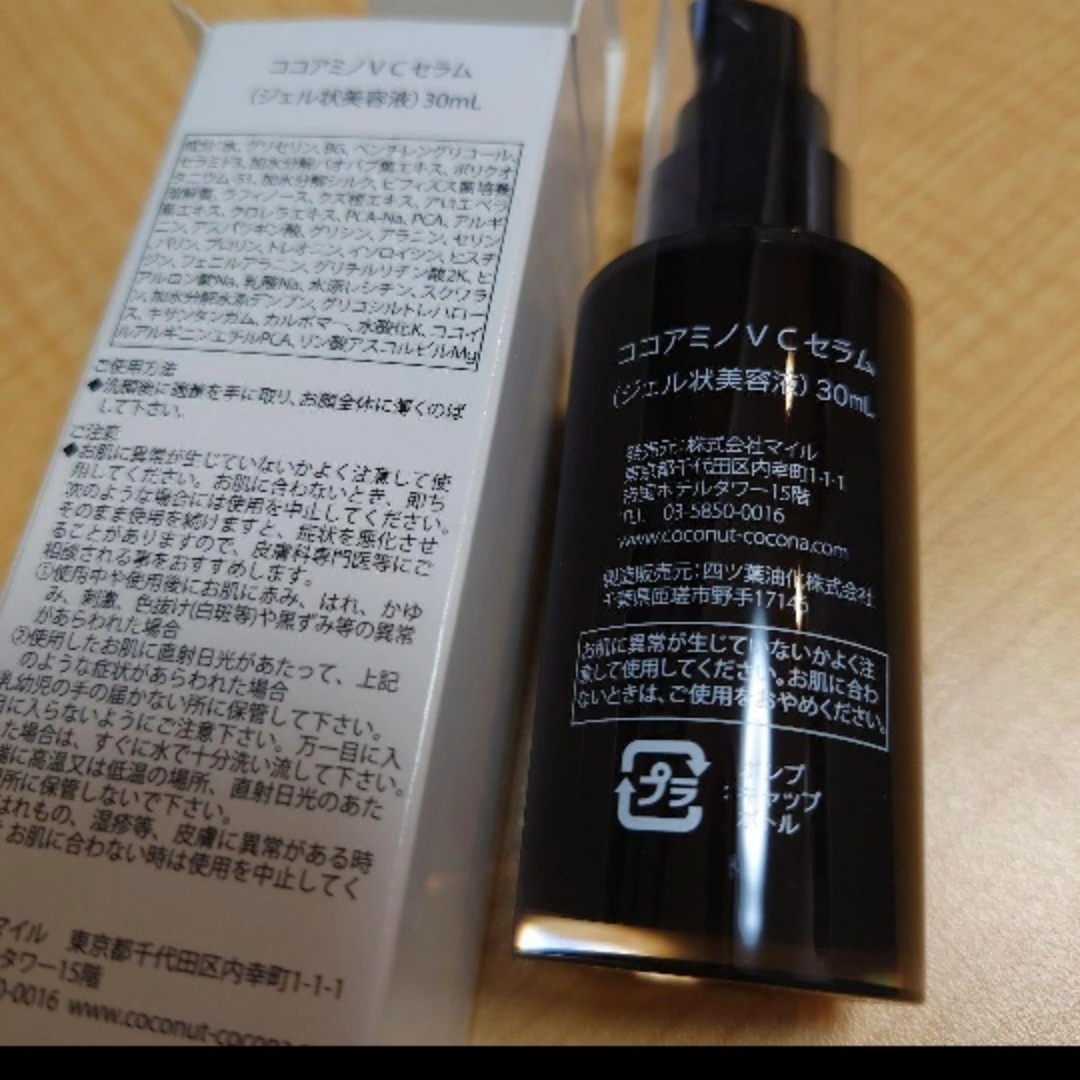 ココアミノＶＣセラム
（ジェル状美容液）30mL
成分：水、グリセリン、BG、ペンチレングリコール、
セラミド3、加水分解バオバブ葉エキス、ポリクオ
タニウム-51、加水分解シルク、ビフィズス菌培養
溶解質、ラフィノース、クズ根エキス、アロエベラ
葉エキス、クロレラエキス、PCA-Na、PCA、アルギ
ニン、アスパラギン酸、グリシン、アラニン、セリン、
バリン、プロリン、トレオニン、イソロイシン、ヒスチ
ジン、フェニルアラニン、グリチルリチン酸2K、ヒ
アルロン酸Na、乳酸Na、水添レシチン、スクワラ
ン、加水分解水添デンプン、グリコシルトレハロー
ス、キサンタンガム、カルボマー、水酸化K、ココイ
ルアルギニンエチルPCA、リン酸アスコルビルMg
ご使用方法
◆洗顔後に適量を手に取り、お顔全体に薄くのば
して下さい。
ご注意
◆お肌に異常が生じていないかよく注意して使
用してください。お肌に合わないとき、即ち
次のような場合には使用を中止してください。
そのまま使用を続けますと、症状を悪化させ
ることがありますので、皮膚科専門医等にご
相談される事をおすすめします。
①使用中や使用後にお肌に赤み、はれ、かゆ
み、刺激、色抜け(白斑等)や黒ずみ等の異常
があらわれた場合
②使用したお肌に直射日光があたって、上記
のような症状があらわれた場合
乳幼児の手の届かない所に保管して下さい。
目に入らないようにご注意下さい。万一目に入
た場合は、すぐに水で十分洗い流して下さい。
端に高温又は低温の場所、直射日光のあた
所に保管しないで下さい。
はれもの、湿疹等、皮膚に異常がある時
お肌に合わない時は使用を中止してく
マイル 東京都千代田区内幸町1-1-1
タワー15階
0-0016 www.coconut-cocona
ココアミノＶＣセラム
（ジェル状美容液）30mL
発売元：株式会社マイル
東京都千代田区内幸町1-1-1
帝国ホテルタワー15階
TEL 03-5850-0016
www.coconut-cocona.com
製造販売元：四ツ葉油化株式会社
千葉県匝瑳市野手17146
お肌に異常が生じていないかよく注
意して使用してください。お肌に合わ
ないときは、ご使用をおやめください。
プラ
：ポンプ
キャップ
ボトル